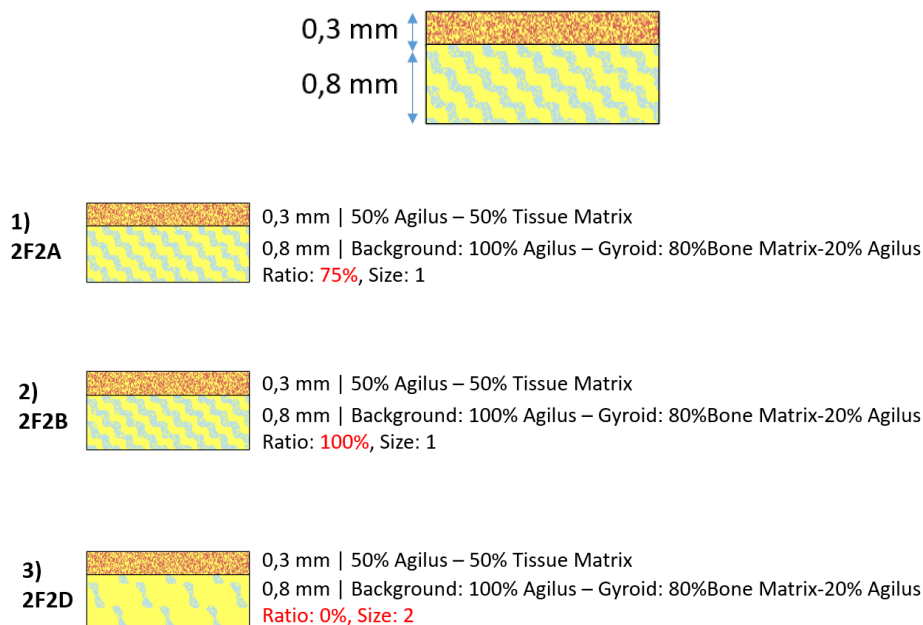 0,3 mm
0,8 mm
1)
2F2A
0,3 mm | 50% Agilus – 50% Tissue Matrix
0,8 mm | Background: 100% Agilus – Gyroid: 80%Bone Matrix-20% Agilus
Ratio: 75%, Size: 1
2)
2F2B
0,3 mm | 50% Agilus – 50% Tissue Matrix
0,8 mm | Background: 100% Agilus – Gyroid: 80%Bone Matrix-20% Agilus
Ratio: 100%, Size: 1
3)
2F2D
0,3 mm | 50% Agilus – 50% Tissue Matrix
0,8 mm | Background: 100% Agilus – Gyroid: 80%Bone Matrix-20% Agilus
Ratio: 0%, Size: 2